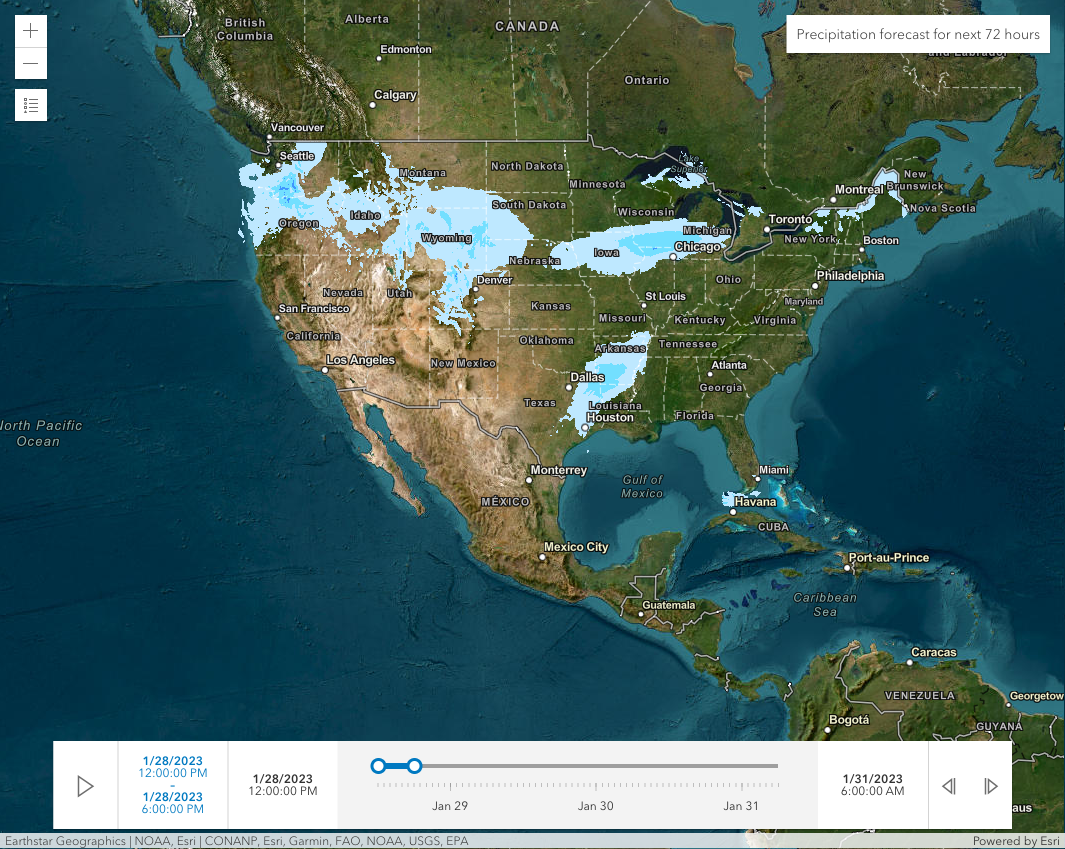 British
Columbia
Alberta
CANADA
Precipitation forecast for next 72 hours
Edmonton
Ontario
Calgary
Vancouver
Seattle
Montana
North Dakota
Minnesota
Lake
Superior
Montreal
New
Brunswick
Nova Scotia
Oregon
Idaho
South Dakota
Wisconsin
Michigan
Toronto
Wyoming
Nebraska
Iowa
Chicago
New York
Boston
Denver
Ohio
Philadelphia
Nevada
Utah
Kansas
St Louis
Maryland
San Francisco
Missouri
Kentucky
Virginia
California
Oklahoma
Arkansas
Tennessee
Los Angeles
New Mexico
Atlanta
Dallas
Georgia
Texas
Louisiana
Houston
Florida
North Pacific
Ocean
Monterrey
Miami
Gulf of
Mexico
MÉXICO
Havana
CUBA
Mexico City
Port-au-Prince
Caribbean
Sea
Guatemala
Caracas
VENEZUELA
Georgetow
Bogotá
GUYANA
1/28/2023
12:00:00 PM
–
1/28/2023
6:00:00 PM
1/28/2023
12:00:00 PM
Jan 29
Jan 30
Jan 31
1/31/2023
6:00:00 AM
aus
Earthstar Geographics | NOAA, Esri | CONANP, Esri, Garmin, FAO, NOAA, USGS, EPA
Powered by Esri